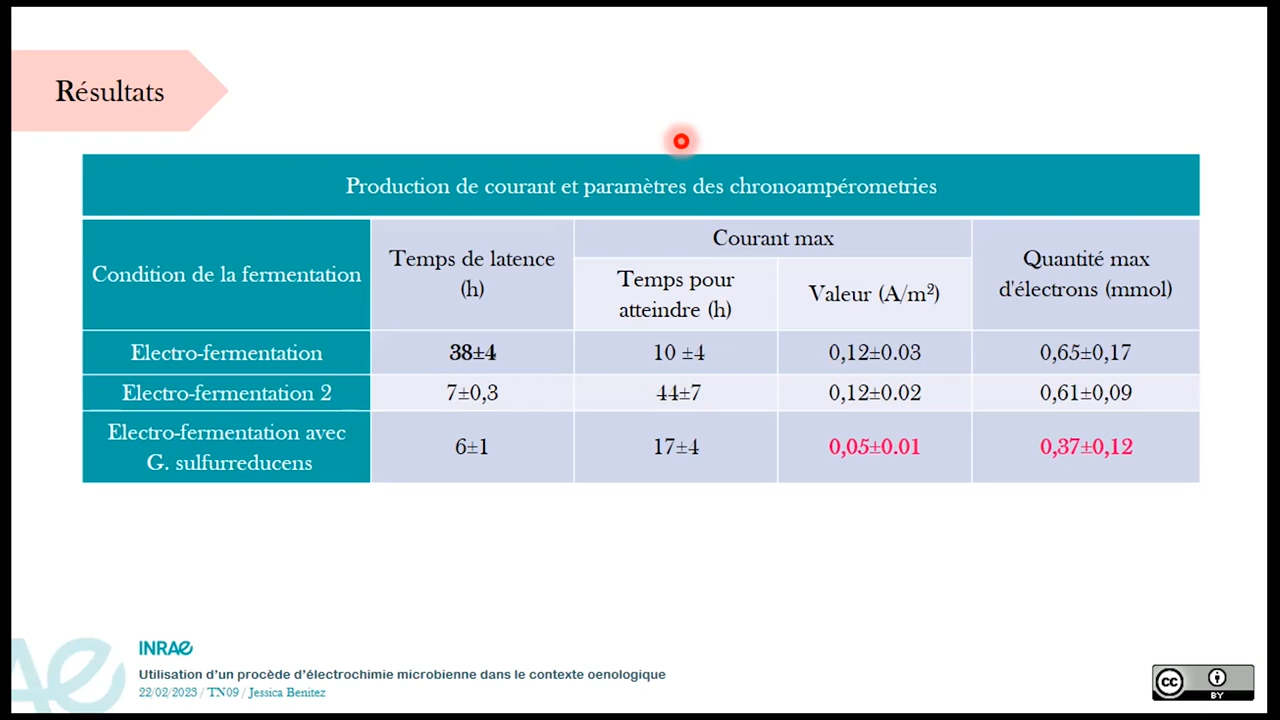 Résultats
Production de courant et paramètres des chronoampérometries
Condition de la fermentation
Temps de latence
(h)
Courant max
Temps pour
atteindre (h)
Valeur (A/m²)
Quantité max
d'électrons (mmol)
Electro-fermentation
38±4
10 ±4
0,12±0.03
0,65±0,17
Electro-fermentation 2
7±0,3
44±7
0,12±0.02
0,61±0,09
Electro-fermentation avec
G. sulfurreducens
6±1
17±4
0,05±0.01
0,37±0,12
INRAE
Utilisation d'un procède d'électrochimie microbienne dans le contexte oenologique
22/02/2023 / TN09 / Jessica Benitez
cc
BY